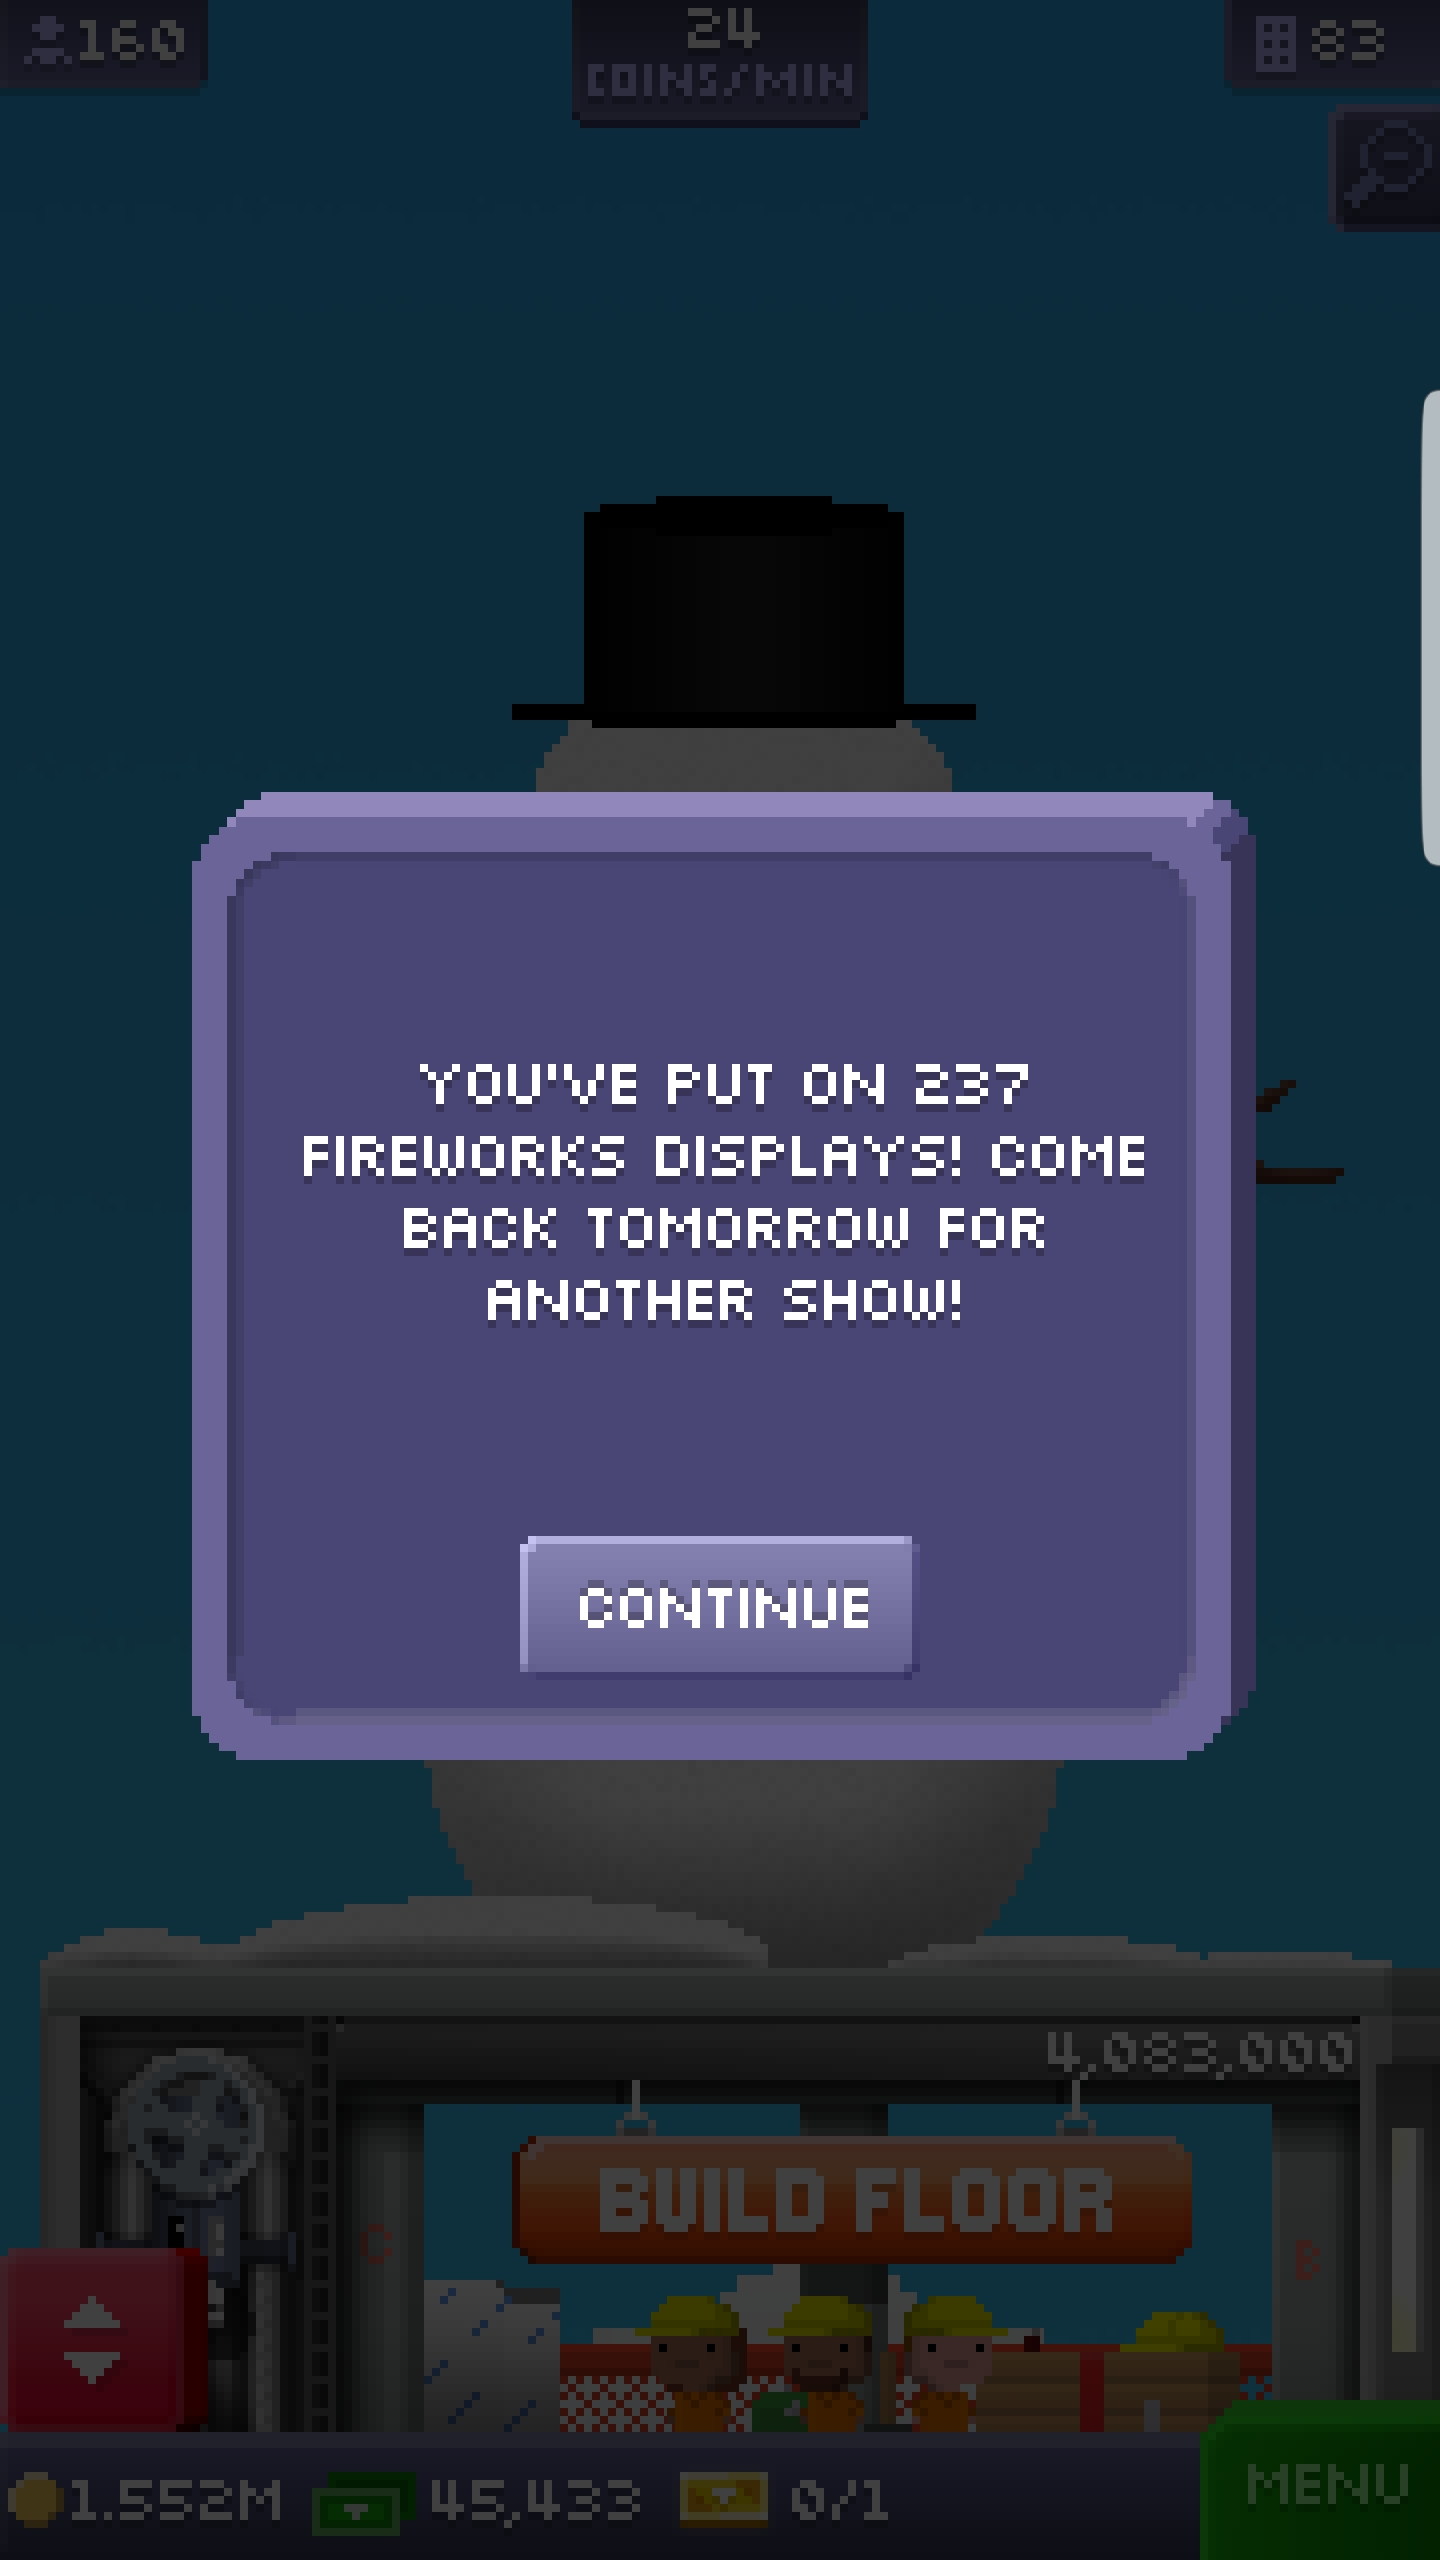 160
24
COINS/MIN
83
YOU'VE PUT ON 237
FIREWORKS DISPLAYS! COME
BACK TOMORROW FOR
ANOTHER SHOW!
CONTINUE
4,083,000
BUILD FLOOR
C
B
1.552M
45,433
0/1
MENU